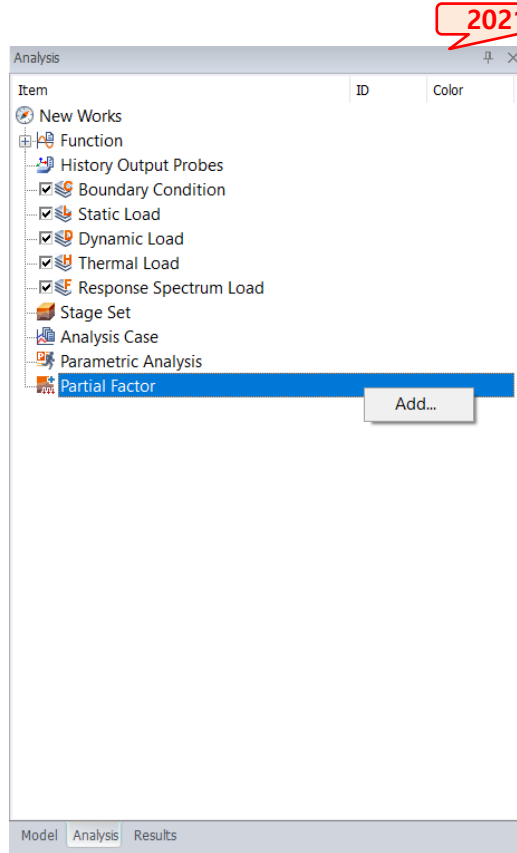 2021
Analysis
Item ID Color
New Works
Function
History Output Probes
Boundary Condition
Static Load
Dynamic Load
Thermal Load
Response Spectrum Load
Stage Set
Analysis Case
Parametric Analysis
Partial Factor
Add...
Model Analysis Results